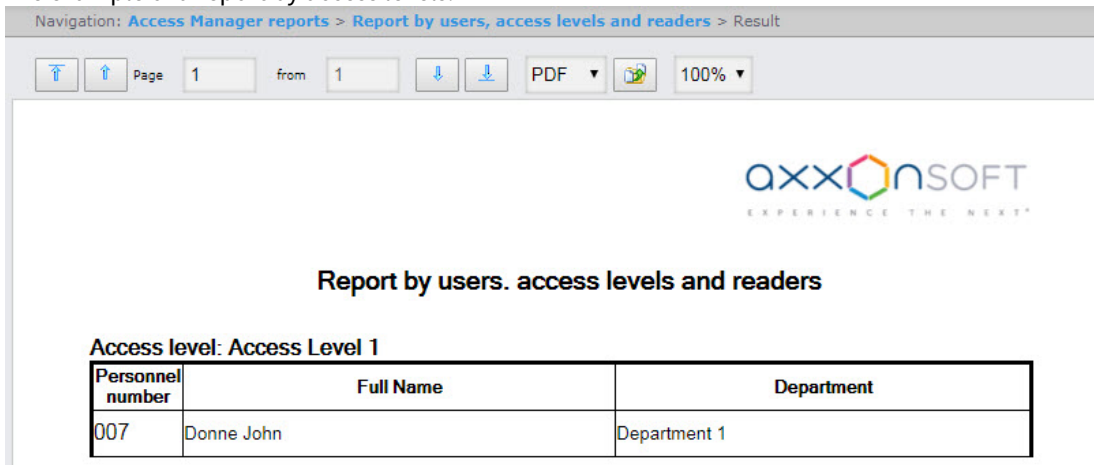 Navigation: Access Manager reports > Report by users, access levels and readers > Result
Page 1 from 1 PDF 100%
axxonsoft
EXPERIENCE THE NEXT
Report by users. access levels and readers
Access level: Access Level 1
Personnel number Full Name Department
007 Donne John Department 1